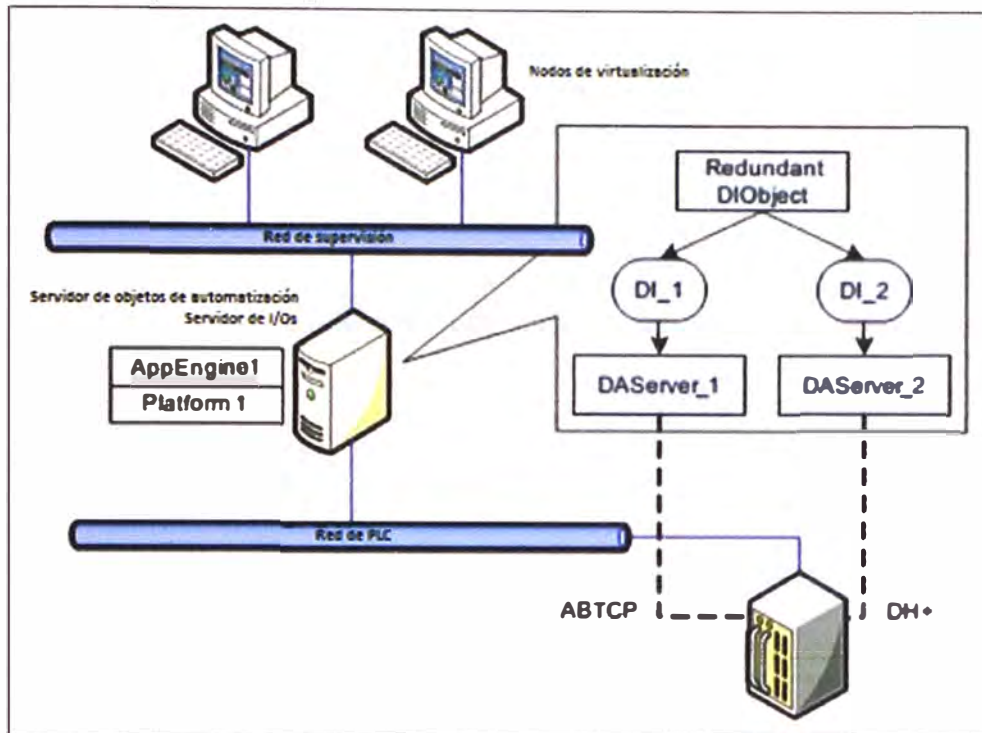 Nodos de virtualización
Redundant
DIObject
Red de supervisión
DI_1
DI_2
Servidor de objetos de automatización
Servidor de I/Os
AppEngine1
Platform 1
DAServer_1
DAServer_2
Red de PLC
ABTCP
DH+